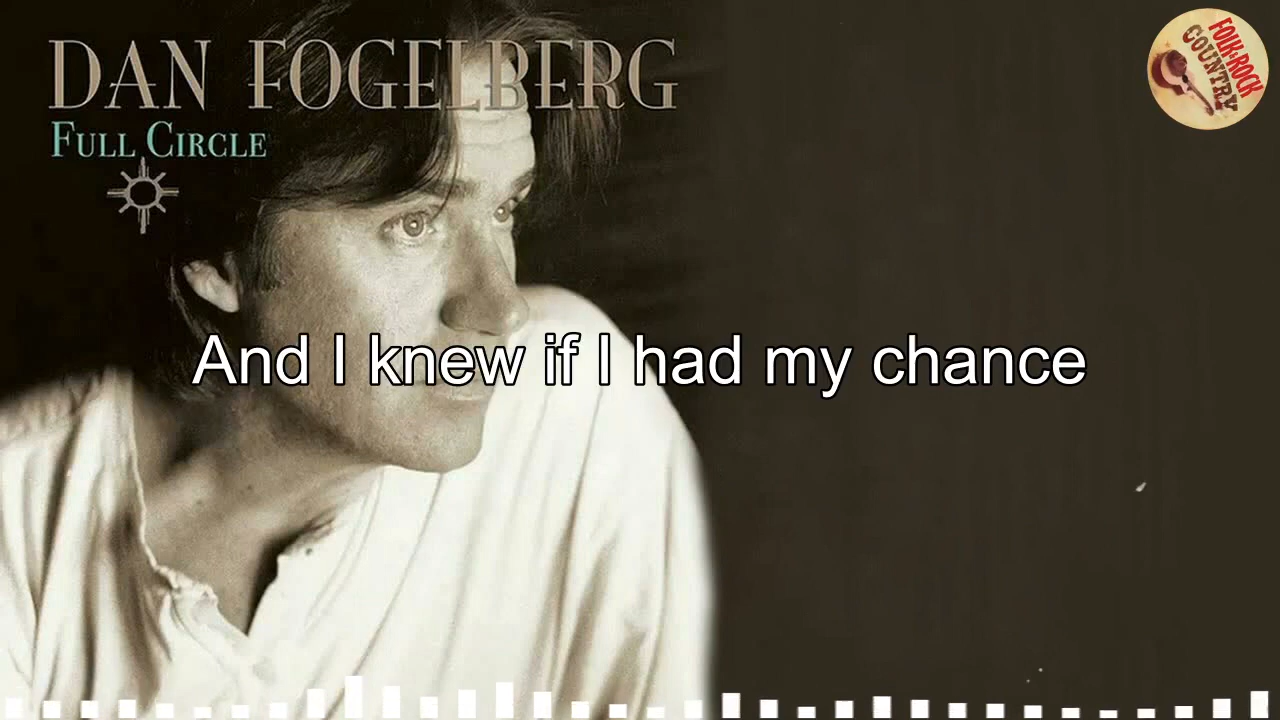 DAN FOGELBERG
FULL CIRCLE
FOLK & ROCK
COUNTRY
And I knew if I had my chance